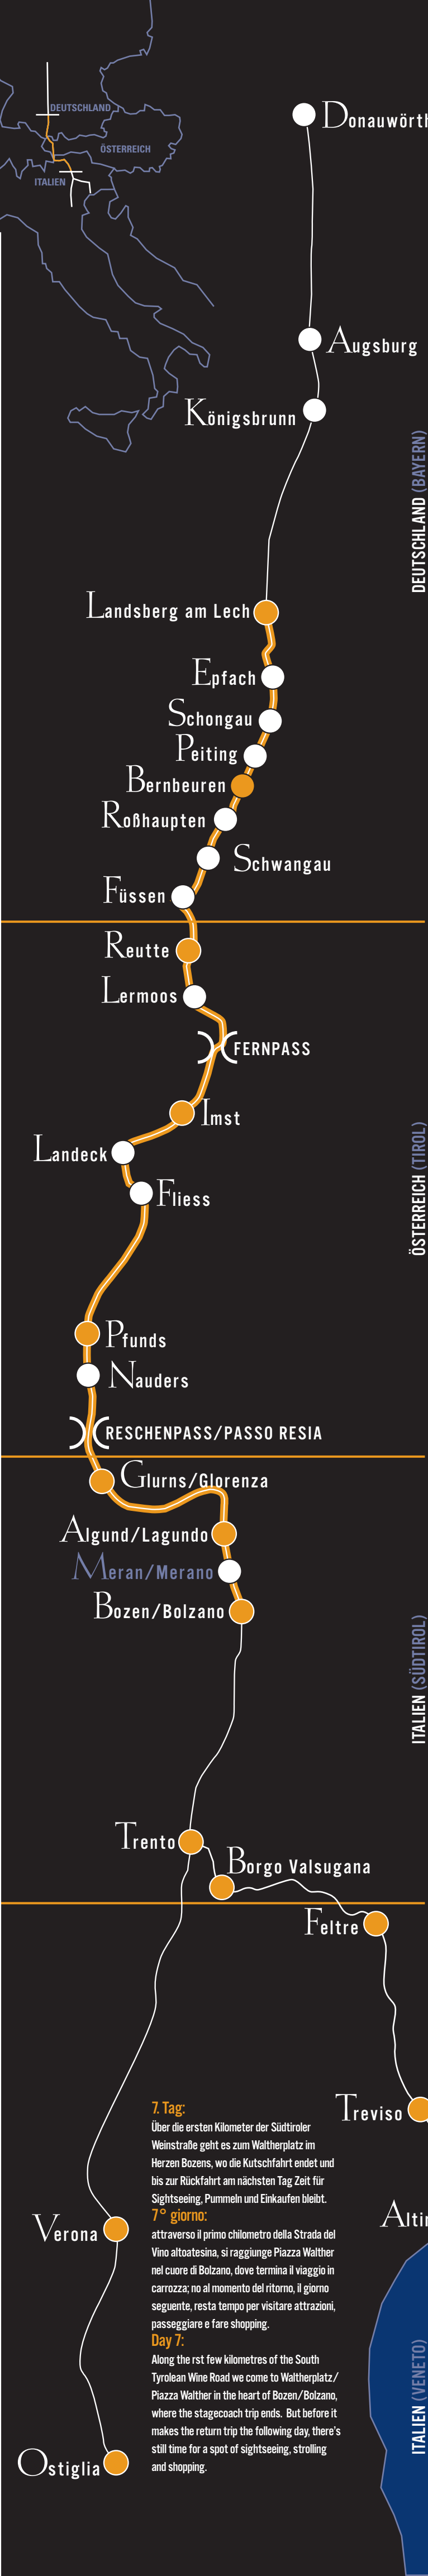 DEUTSCHLAND
ÖSTERREICH
ITALIEN
Donauwörth
Augsburg
Königsbrunn
DEUTSCHLAND (BAYERN)
Landsberg am Lech
Epfach
Schongau
Peiting
Bernbeuren
Roßhaupten
Schwangau
Füssen
Reutte
Lermoos
FERNPASS
Imst
Landeck
ÖSTERREICH (TIROL)
Fliess
Pfunds
Nauders
RESCHENPASS/PASSO RESIA
Glurns/Glorenza
Algund/Lagundo
Meran/Merano
Bozen/Bolzano
ITALIEN (SÜDTIROL)
Trento
Borgo Valsugana
Feltre
Treviso
7. Tag:
Über die ersten Kilometer der Südtiroler
Weinstraße geht es zum Waltherplatz im
Herzen Bozens, wo die Kutschfahrt endet und
bis zur Rückfahrt am nächsten Tag Zeit für
Sightseeing, Pummeln und Einkaufen bleibt.
7° giorno:
attraverso il primo chilometro della Strada del
Vino altoatesina, si raggiunge Piazza Walther
nel cuore di Bolzano, dove termina il viaggio in
carrozza; no al momento del ritorno, il giorno
seguente, resta tempo per visitare attrazioni,
passeggiare e fare shopping.
Day 7:
Along the rst few kilometres of the South
Tyrolean Wine Road we come to Waltherplatz/
Piazza Walther in the heart of Bozen/Bolzano,
where the stagecoach trip ends. But before it
makes the return trip the following day, there's
still time for a spot of sightseeing, strolling
and shopping.
Verona
Altin
ITALIEN (VENETO)
Ostiglia